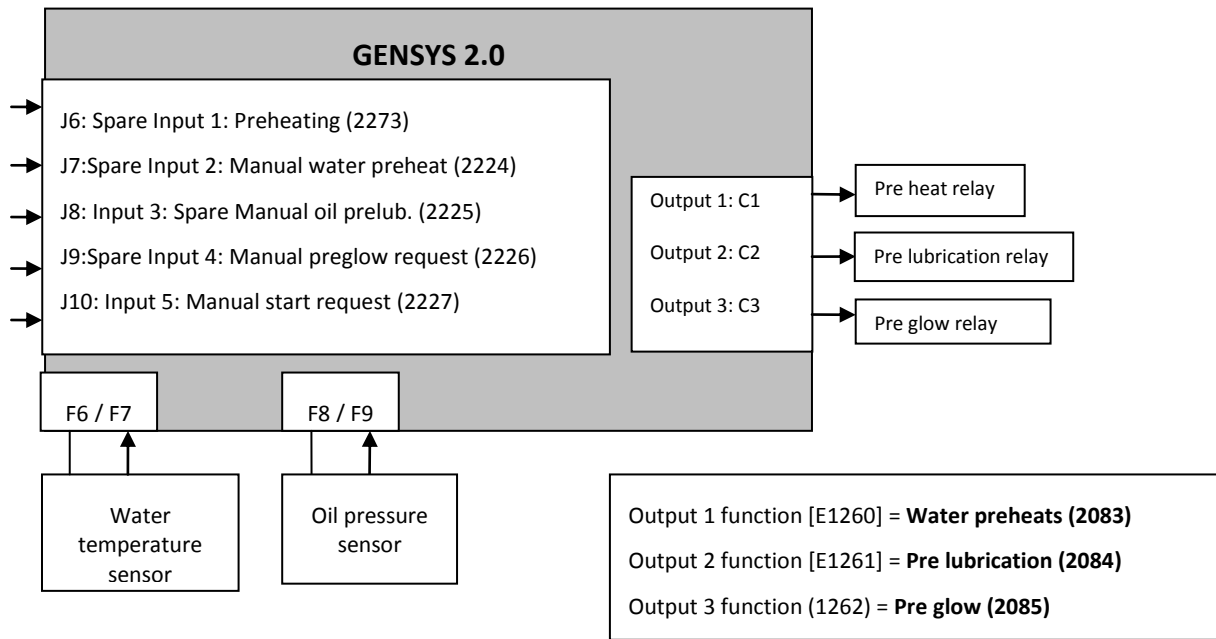 GENSYS 2.0
J6: Spare Input 1: Preheating (2273)
J7:Spare Input 2: Manual water preheat (2224)
J8: Input 3: Spare Manual oil prelub. (2225)
J9:Spare Input 4: Manual preglow request (2226)
J10: Input 5: Manual start request (2227)
Output 1: C1
Output 2: C2
Output 3: C3
Pre heat relay
Pre lubrication relay
Pre glow relay
F6 / F7
F8 / F9
Water
temperature
sensor
Oil pressure
sensor
Output 1 function [E1260] = Water preheats (2083)
Output 2 function [E1261] = Pre lubrication (2084)
Output 3 function (1262) = Pre glow (2085)